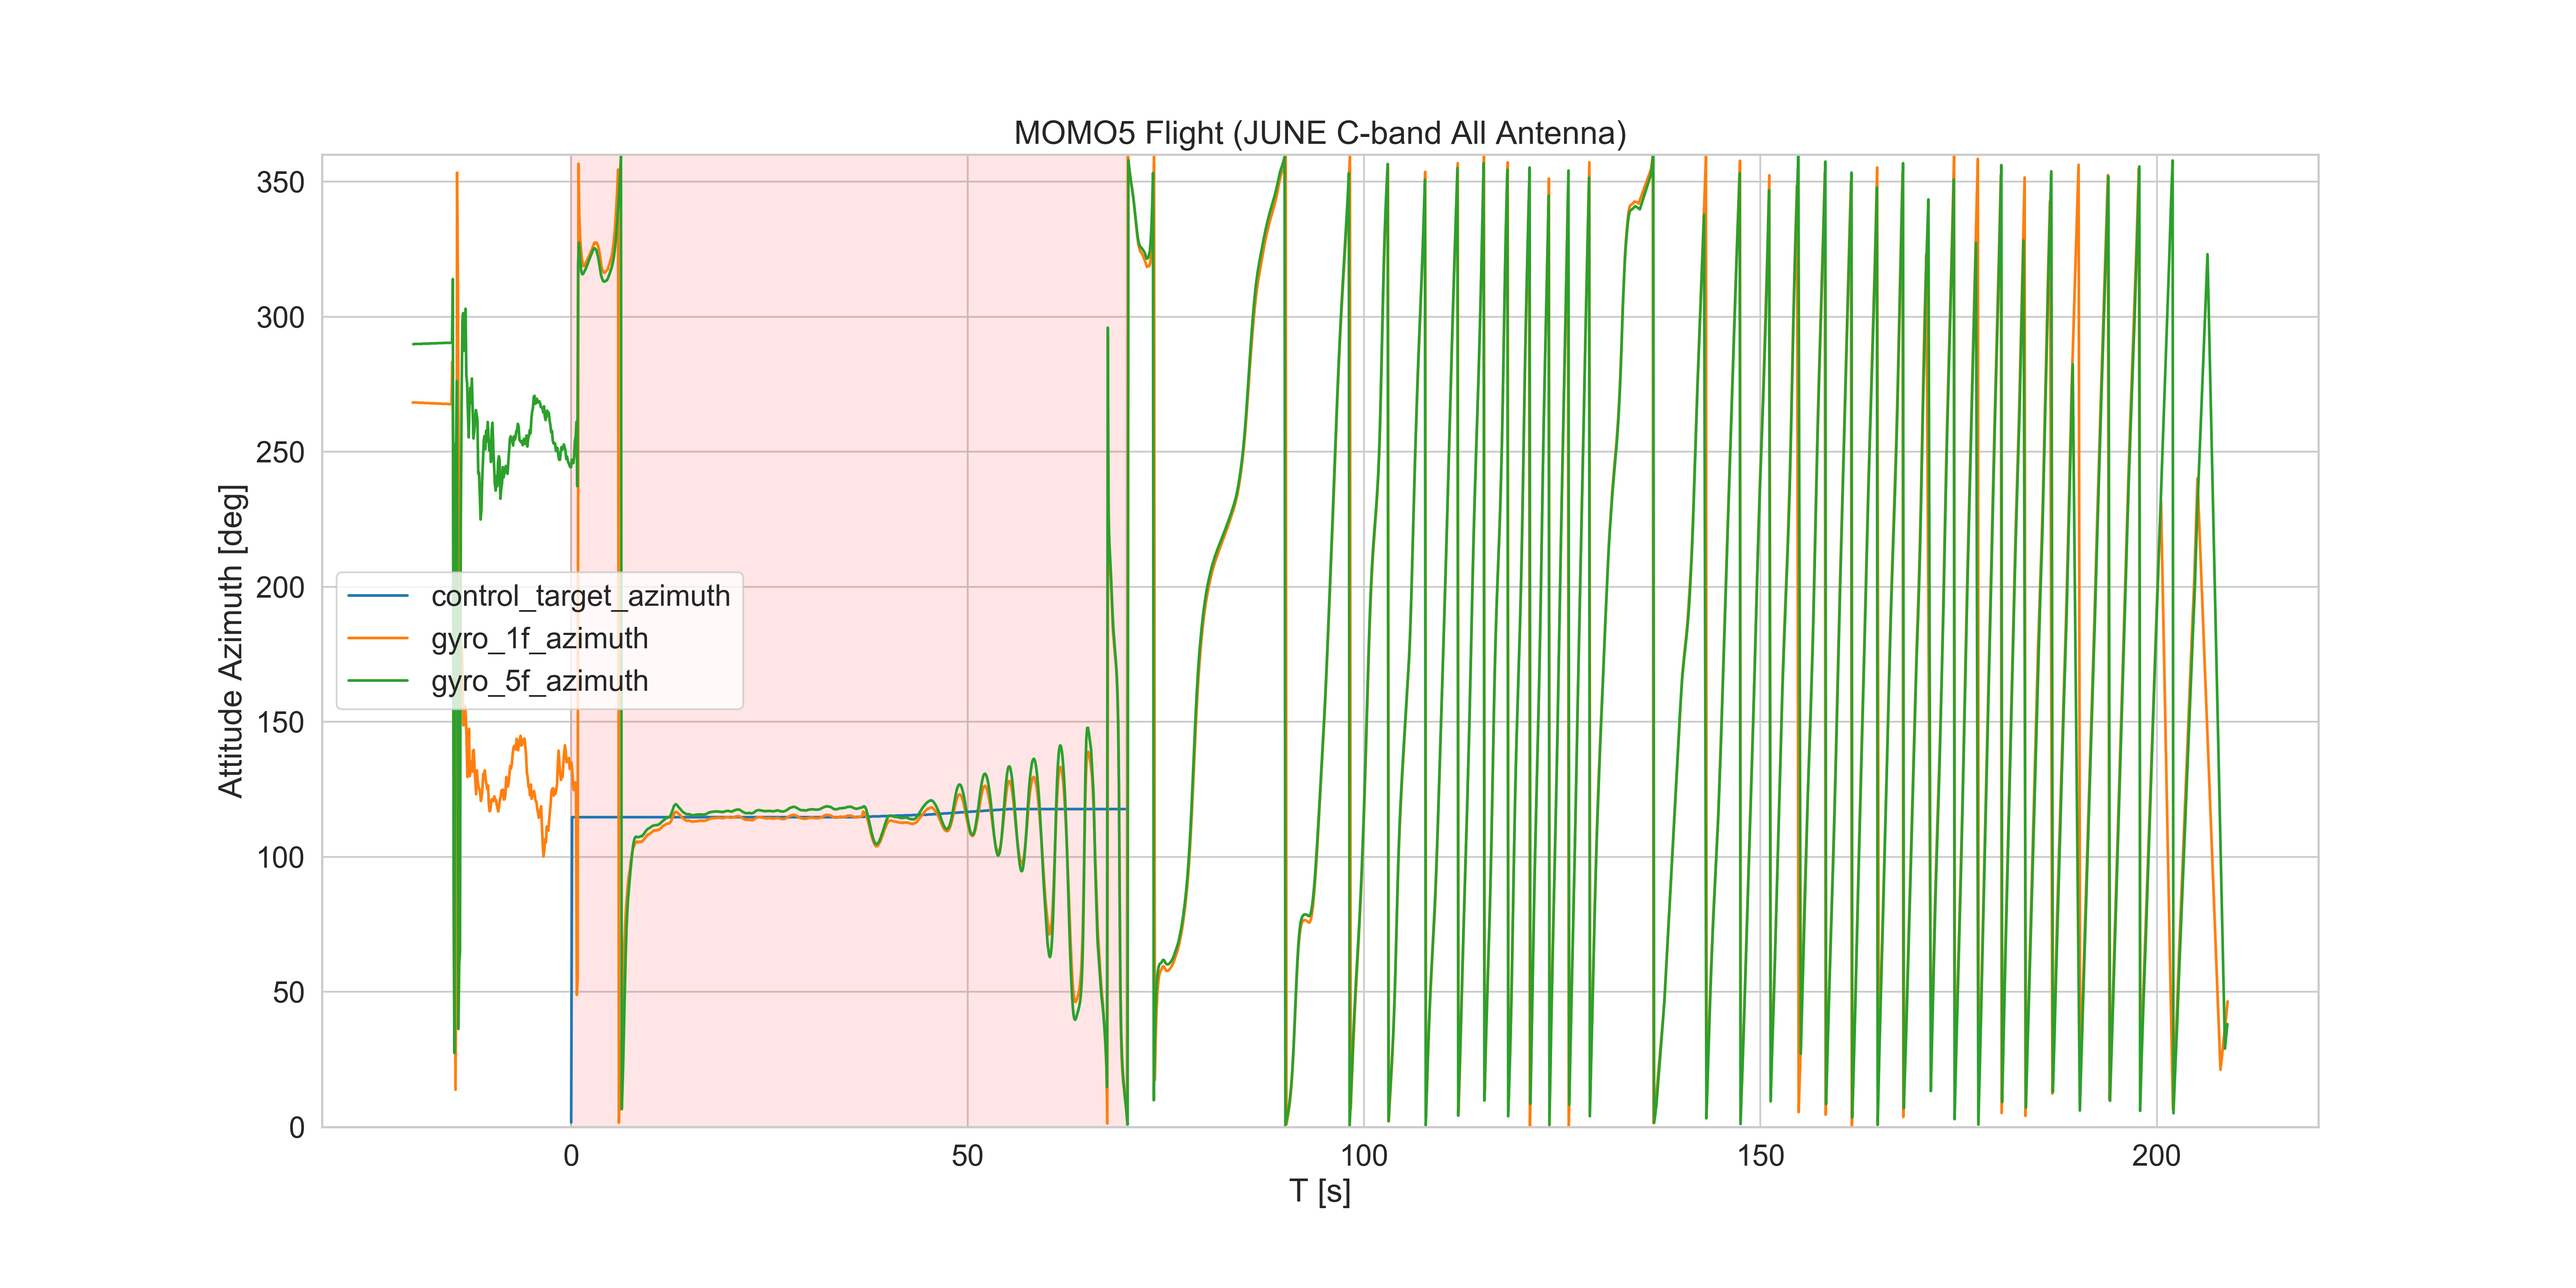 MOMO5 Flight (JUNE C-band All Antenna)
Attitude Azimuth [deg]
350
300
250
200
150
100
50
0
control_target_azimuth
gyro_1f_azimuth
gyro_5f_azimuth
0 50 100 150 200
T [s]